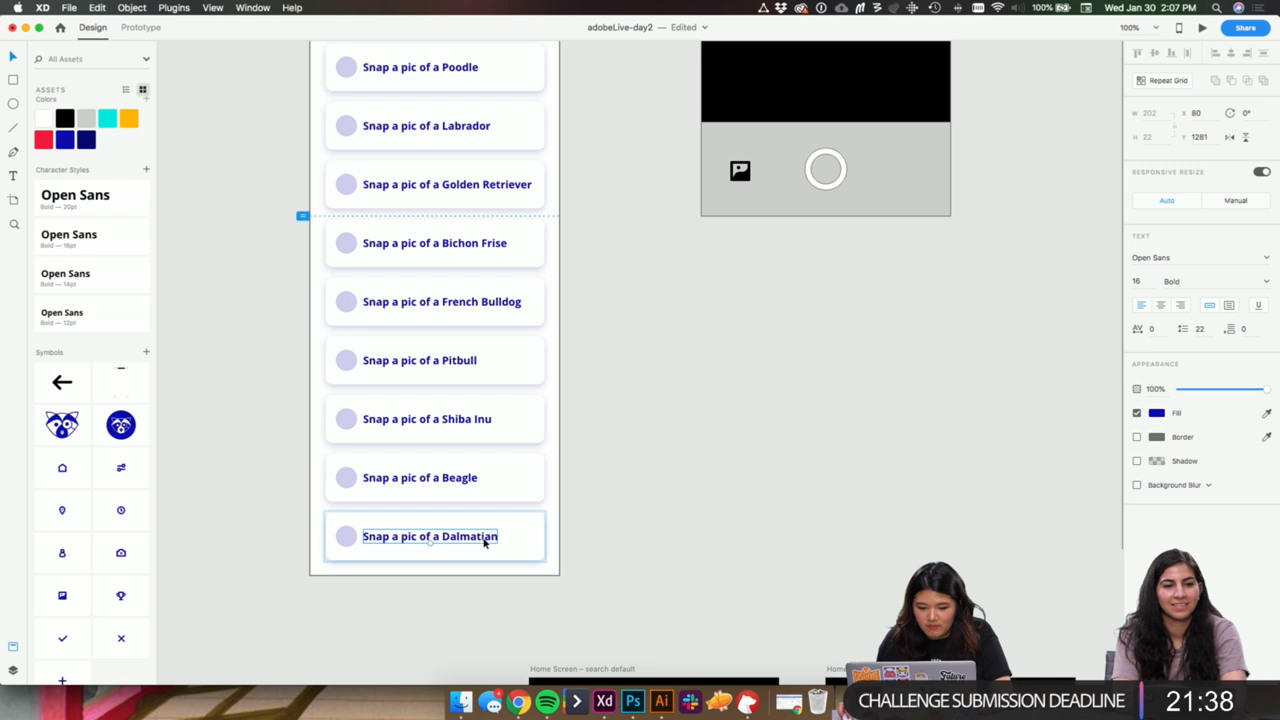 XD File Edit Object Plugins View Window Help
100% Wed Jan 30 2:07 PM
Design Prototype
adobeLive-day2 — Edited
100%
Share
All Assets
ASSETS
Colors
Character Styles
Open Sans
Bold — 20pt
Open Sans
Bold — 16pt
Open Sans
Bold — 14pt
Open Sans
Bold — 12pt
Symbols
Snap a pic of a Poodle
Snap a pic of a Labrador
Snap a pic of a Golden Retriever
Snap a pic of a Bichon Frise
Snap a pic of a French Bulldog
Snap a pic of a Pitbull
Snap a pic of a Shiba Inu
Snap a pic of a Beagle
Snap a pic of a Dalmatian
Home Screen – search default
Home
Repeat Grid
W 202 X 80 0°
H 22 Y 1281
RESPONSIVE RESIZE
Auto Manual
TEXT
Open Sans
16 Bold
U
AV 0 22 0
APPEARANCE
100%
Fill
Border
Shadow
Background Blur
Xd Ps Ai
Future
CHALLENGE SUBMISSION DEADLINE 21:38